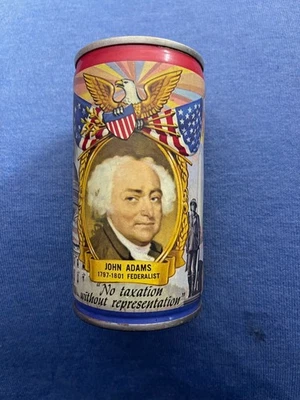 JOHN ADAMS
1797-1801 FEDERALIST
"No taxation
without representation"